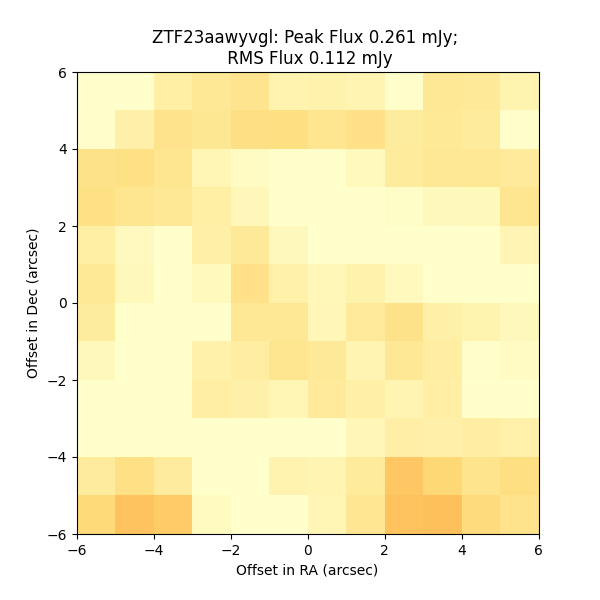 ZTF23aawyvgl: Peak Flux 0.261 mJy;
RMS Flux 0.112 mJy
6
4
2
0
−2
−4
−6
Offset in Dec (arcsec)
−6 −4 −2 0 2 4 6
Offset in RA (arcsec)